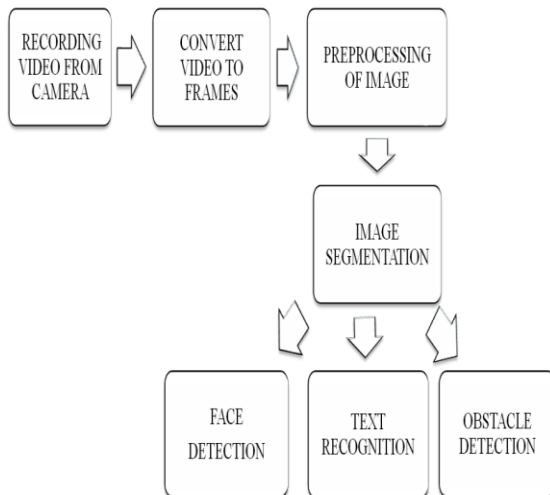 RECORDING
VIDEO FROM
CAMERA
CONVERT
VIDEO TO
FRAMES
PREPROCESSING
OF IMAGE
IMAGE
SEGMENTATION
FACE
DETECTION
TEXT
RECOGNITION
OBSTACLE
DETECTION